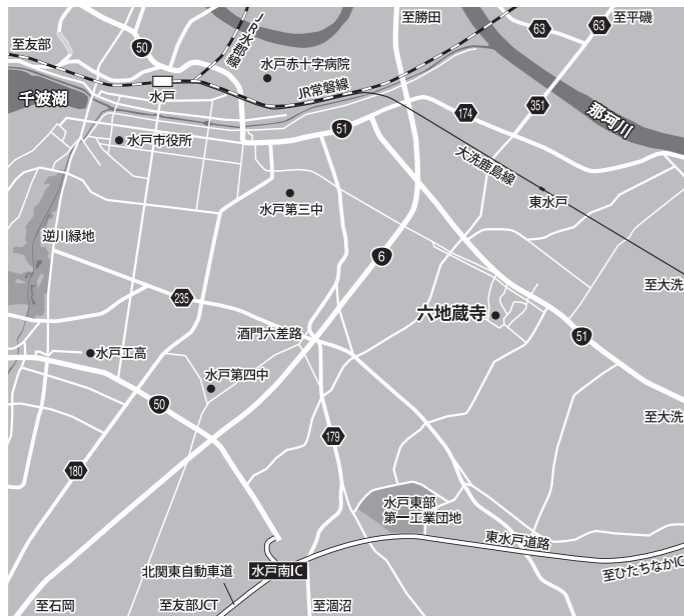 至友部
50
JR水郡線
至勝田
63
63
至平磯
水戸赤十字病院
水戸
JR常磐線
千波湖
174
351
那珂川
51
水戸市役所
大洗鹿島線
水戸第三中
東水戸
逆川緑地
6
235
至大洗
六地蔵寺
酒門六差路
51
水戸工高
水戸第四中
50
至大洗
179
180
水戸東部
第一工業団地
東水戸道路
北関東自動車道
水戸南IC
至ひたちなかIC
至石岡
至友部JCT
至涸沼